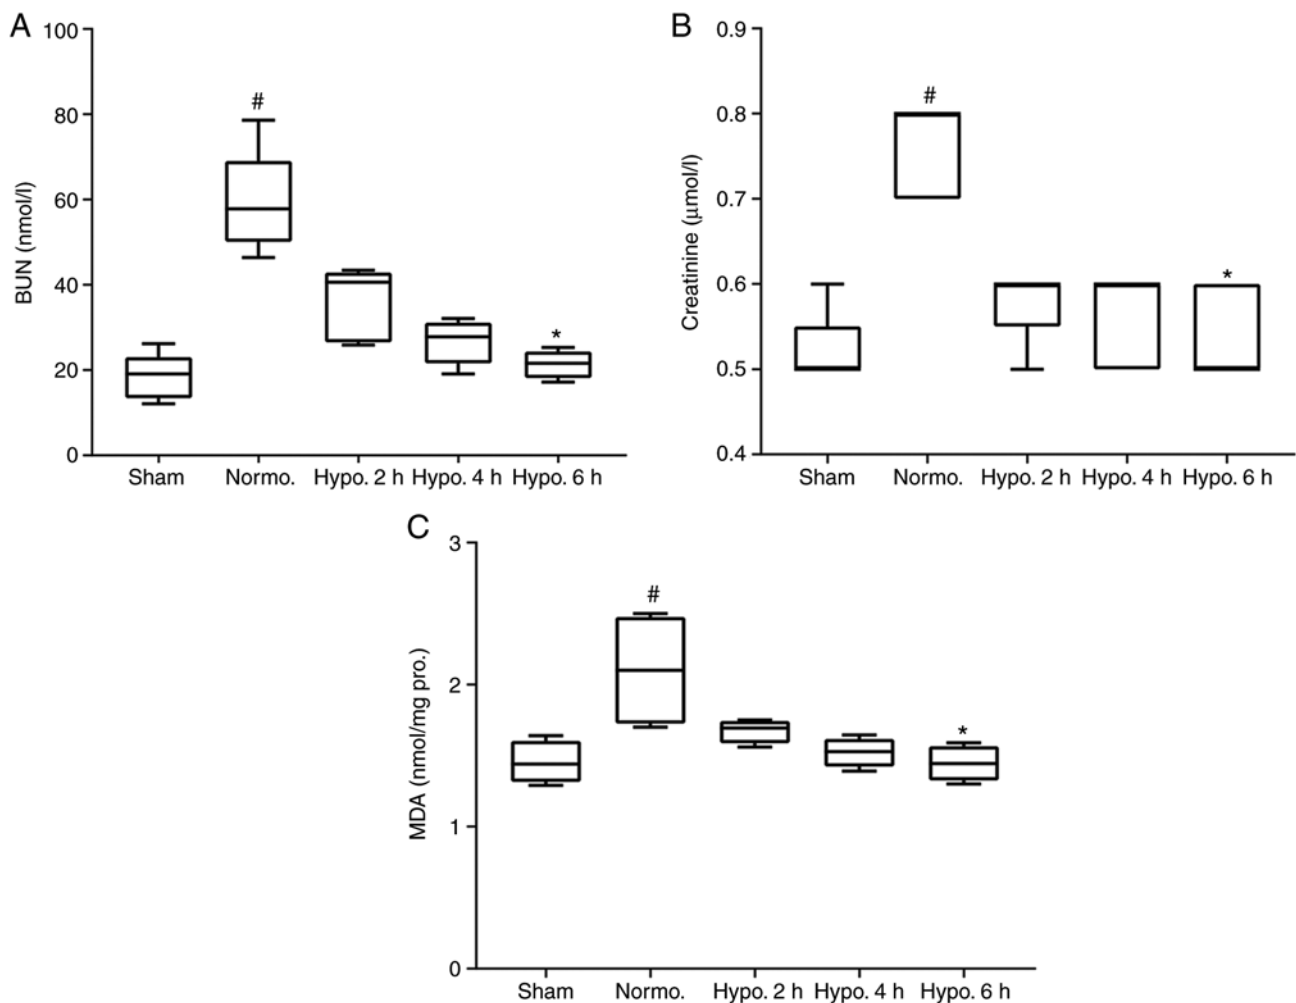 A
100
80
60
40
20
0
BUN (nmol/l)
#
*
Sham Normo. Hypo. 2 h Hypo. 4 h Hypo. 6 h
B
0.9
0.8
0.7
0.6
0.5
0.4
Creatinine (μmol/l)
#
*
Sham Normo. Hypo. 2 h Hypo. 4 h Hypo. 6 h
C
3
2
1
0
MDA (nmol/mg pro.)
#
*
Sham Normo. Hypo. 2 h Hypo. 4 h Hypo. 6 h